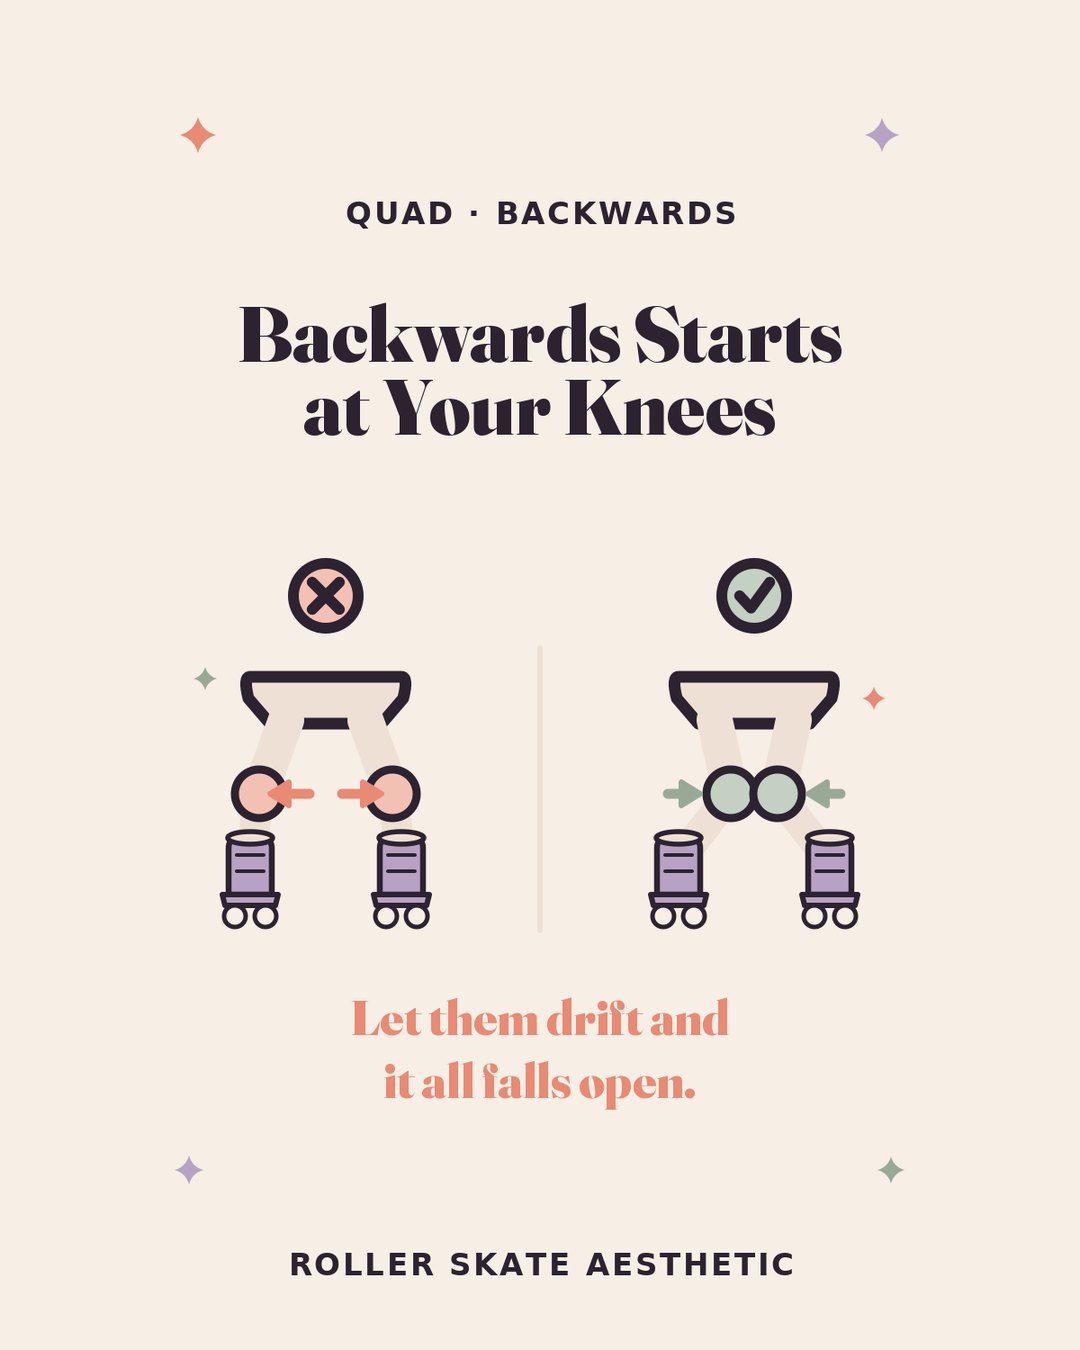 QUAD · BACKWARDS
Backwards Starts
at Your Knees
Let them drift and
it all falls open.
ROLLER SKATE AESTHETIC